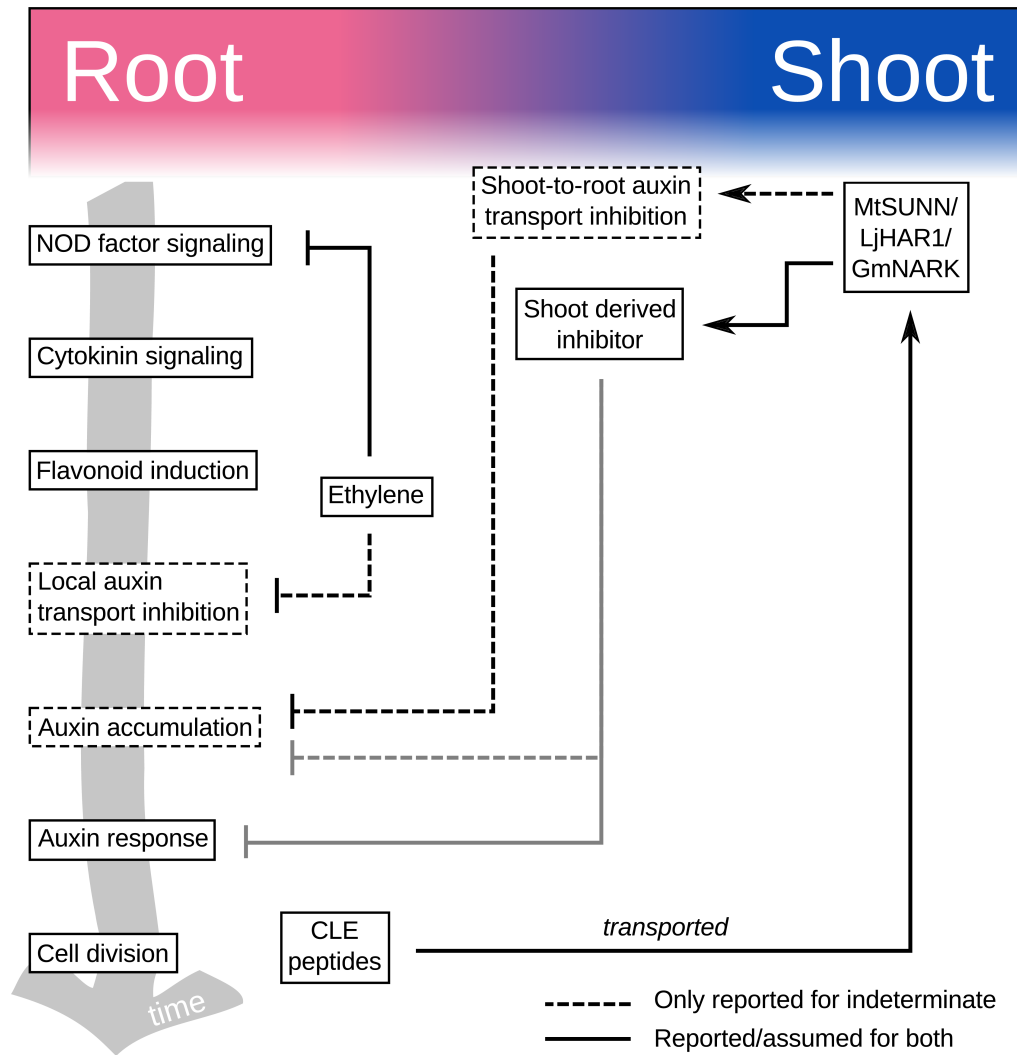 Root
Shoot
Shoot-to-root auxin
transport inhibition
MtSUNN/
LjHAR1/
GmNARK
NOD factor signaling
Shoot derived
inhibitor
Cytokinin signaling
Flavonoid induction
Ethylene
Local auxin
transport inhibition
Auxin accumulation
Auxin response
CLE
peptides
transported
Cell division
time
Only reported for indeterminate
Reported/assumed for both